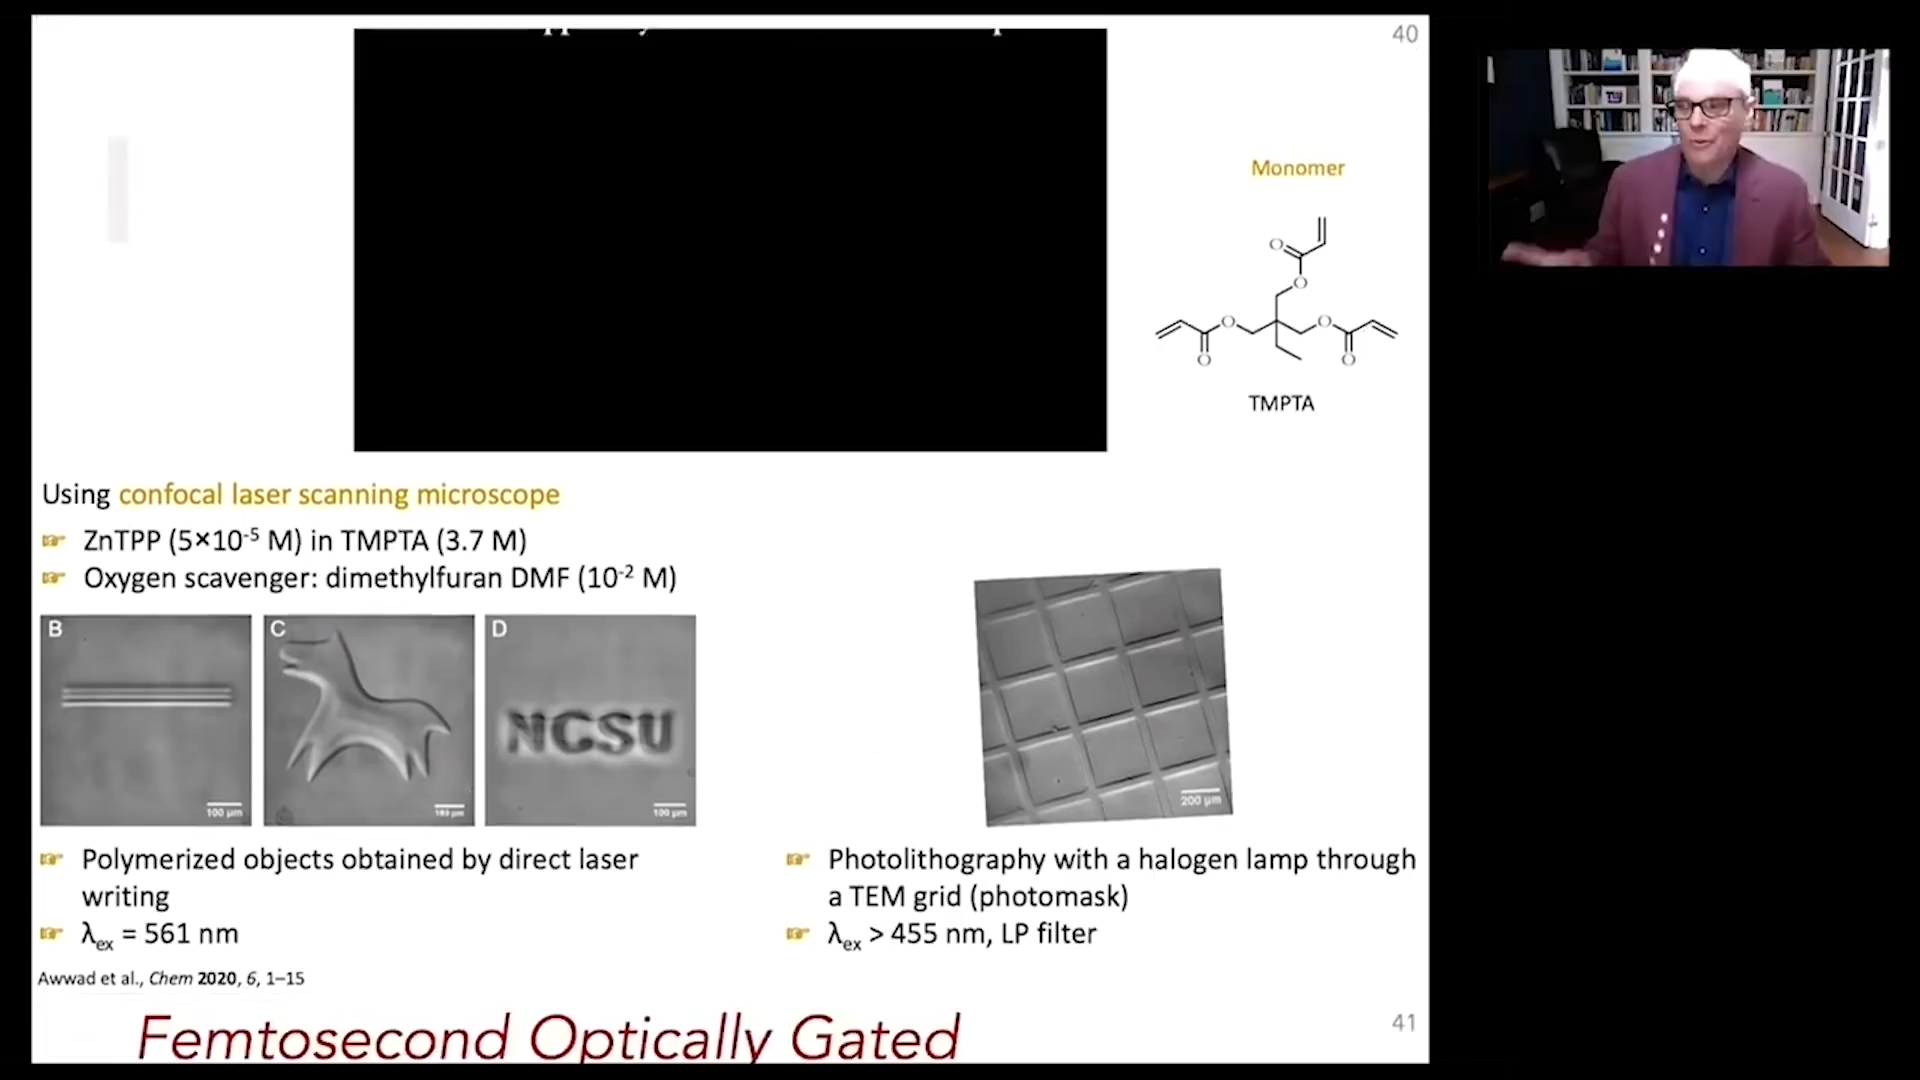 40
Monomer
O
O
O
O
O
O
TMPTA
Using confocal laser scanning microscope
☞ ZnTPP (5×10⁻⁵ M) in TMPTA (3.7 M)
☞ Oxygen scavenger: dimethylfuran DMF (10⁻² M)
B
C
D
NCSU
100 µm
100 µm
100 µm
200 µm
☞ Polymerized objects obtained by direct laser
writing
☞ λex = 561 nm
☞ Photolithography with a halogen lamp through
a TEM grid (photomask)
☞ λex > 455 nm, LP filter
Awwad et al., Chem 2020, 6, 1–15
Femtosecond Optically Gated
41